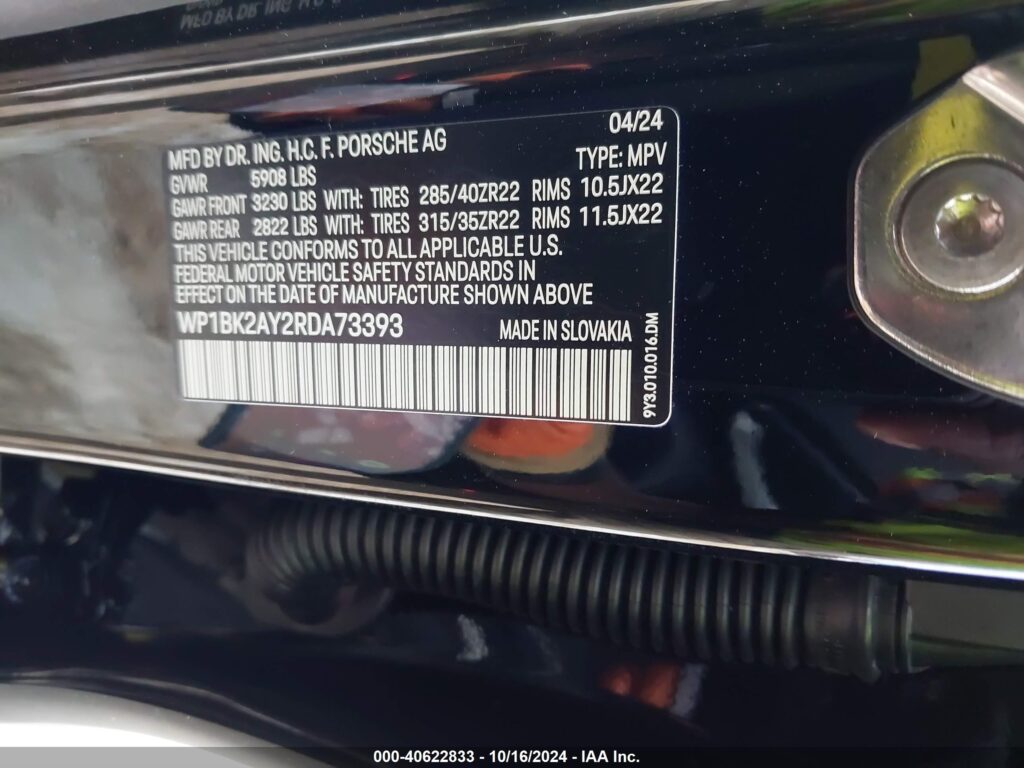 04/24
MFD BY DR. ING. H.C. F. PORSCHE AG TYPE: MPV
GVWR 5908 LBS
GAWR FRONT 3230 LBS WITH: TIRES 285/40ZR22 RIMS 10.5JX22
GAWR REAR 2822 LBS WITH: TIRES 315/35ZR22 RIMS 11.5JX22
THIS VEHICLE CONFORMS TO ALL APPLICABLE U.S.
FEDERAL MOTOR VEHICLE SAFETY STANDARDS IN
EFFECT ON THE DATE OF MANUFACTURE SHOWN ABOVE
WP1BK2AY2RDA73393 MADE IN SLOVAKIA
9Y3.010.016.DM
000-40622833 - 10/16/2024 - IAA Inc.